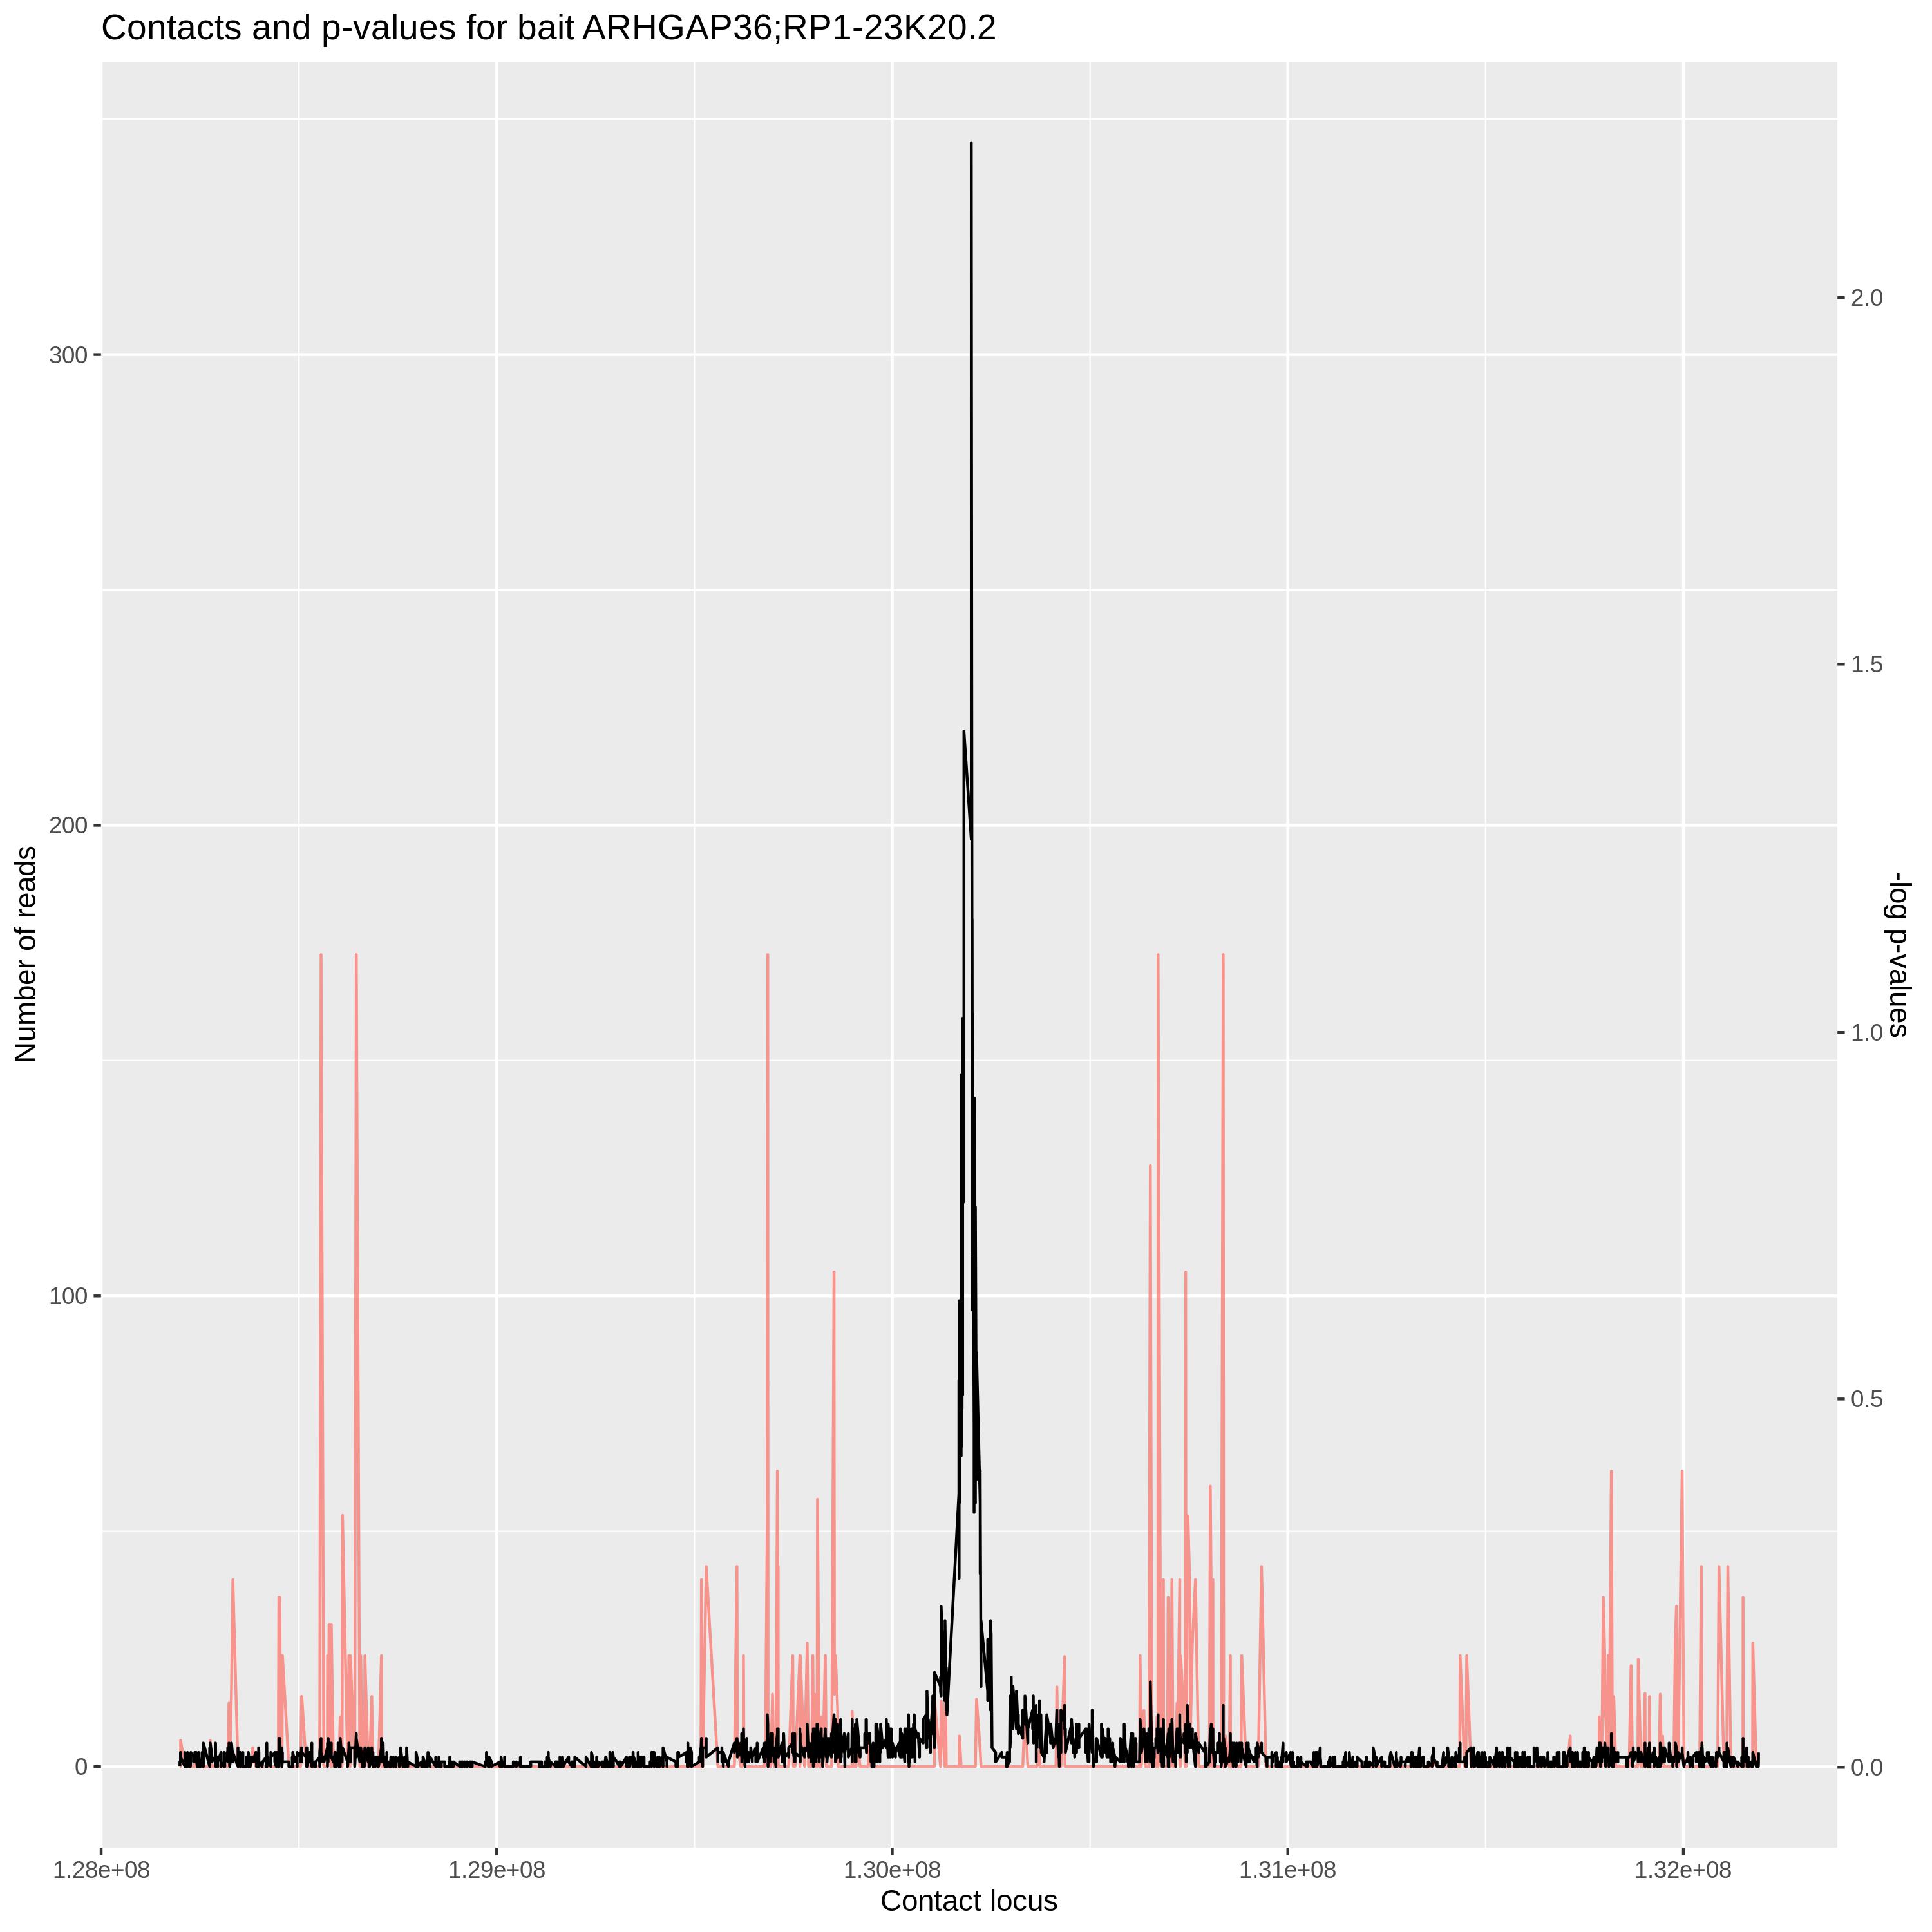 Contacts and p-values for bait ARHGAP36;RP1-23K20.2
300
200
100
0
Number of reads
2.0
1.5
1.0
0.5
0.0
-log p-values
1.28e+08
1.29e+08
1.30e+08
1.31e+08
1.32e+08
Contact locus